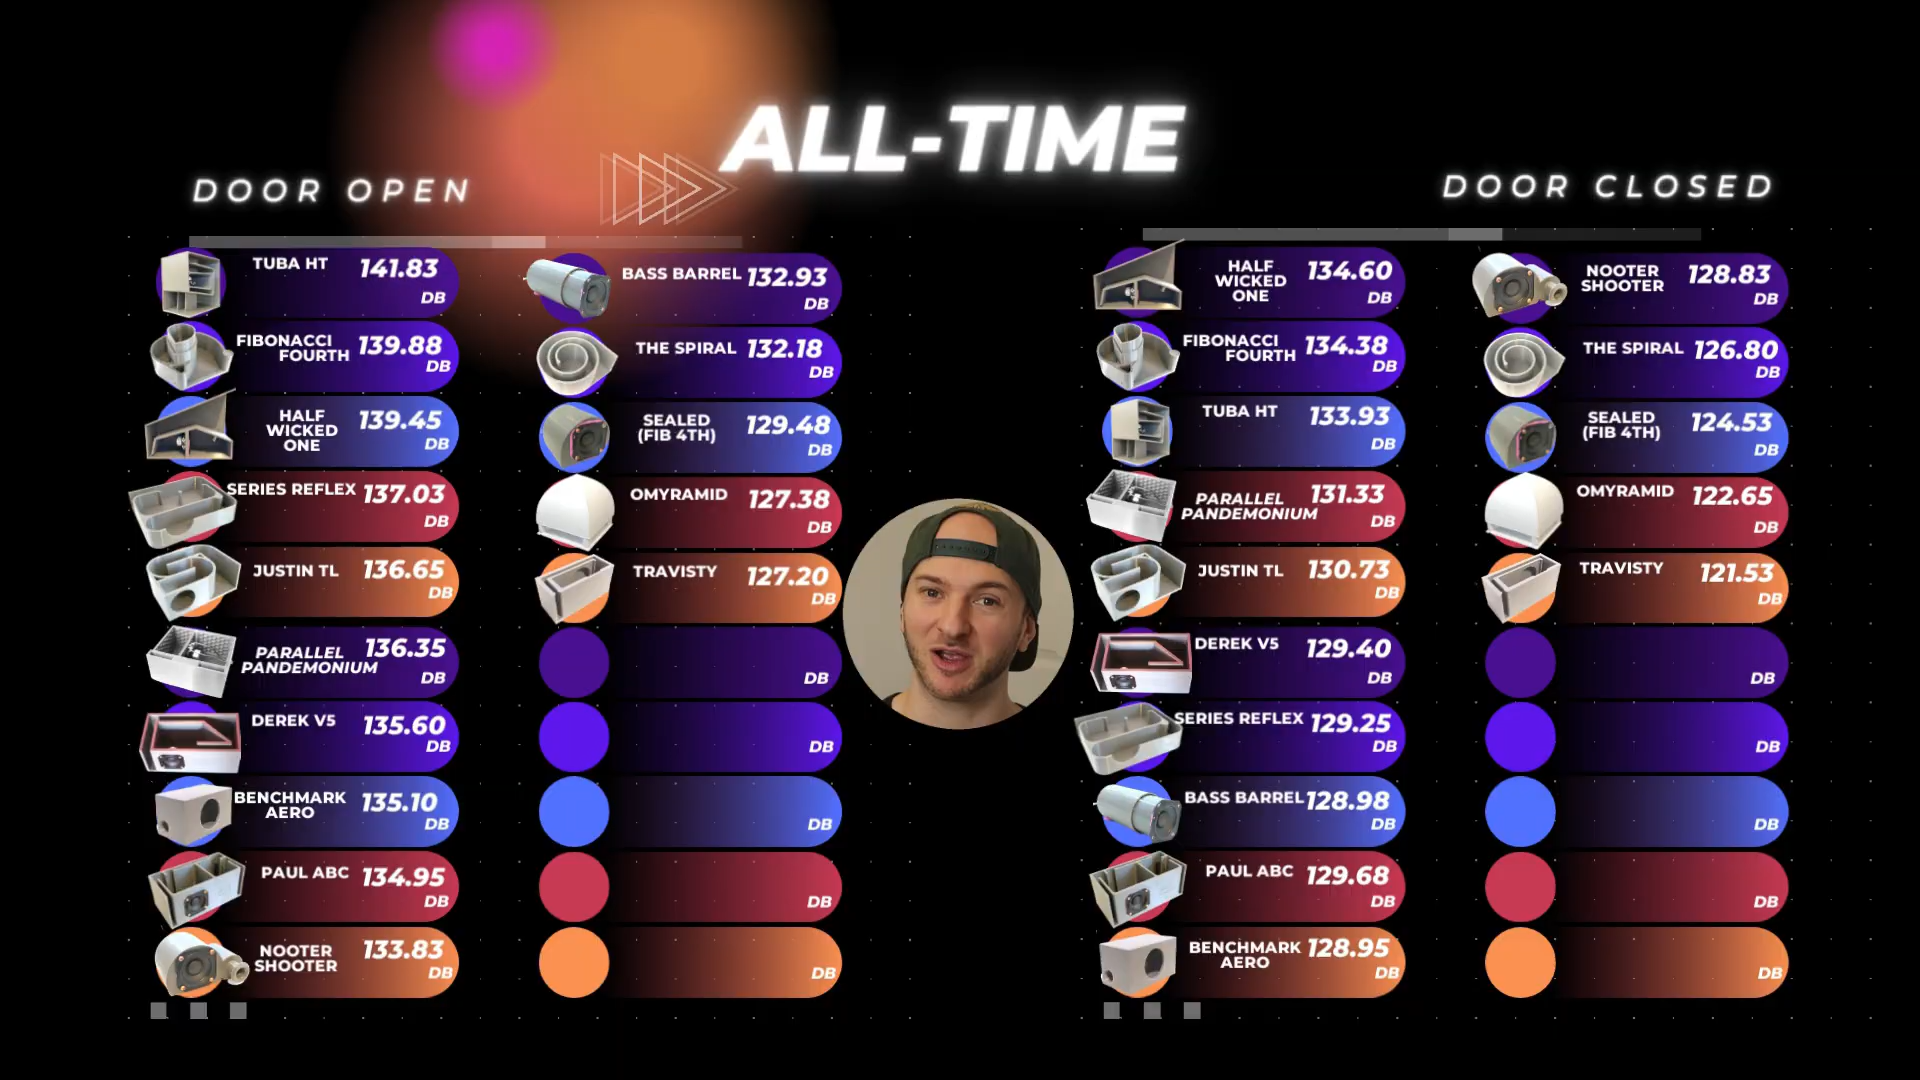 ALL-TIME
DOOR OPEN
TUBA HT 141.83 DB
FIBONACCI
FOURTH 139.88 DB
HALF
WICKED
ONE 139.45 DB
SERIES REFLEX 137.03 DB
JUSTIN TL 136.65 DB
PARALLEL
PANDEMONIUM 136.35 DB
DEREK V5 135.60 DB
BENCHMARK
AERO 135.10 DB
PAUL ABC 134.95 DB
NOOTER
SHOOTER 133.83 DB
BASS BARREL 132.93 DB
THE SPIRAL 132.18 DB
SEALED
(FIB 4TH) 129.48 DB
OMYRAMID 127.38 DB
TRAVISTY 127.20 DB
DB
DB
DB
DB
DB
DOOR CLOSED
HALF
WICKED
ONE 134.60 DB
FIBONACCI
FOURTH 134.38 DB
TUBA HT 133.93 DB
PARALLEL
PANDEMONIUM 131.33 DB
JUSTIN TL 130.73 DB
DEREK V5 129.40 DB
SERIES REFLEX 129.25 DB
BASS BARREL 128.98 DB
PAUL ABC 129.68 DB
BENCHMARK
AERO 128.95 DB
NOOTER
SHOOTER 128.83 DB
THE SPIRAL 126.80 DB
SEALED
(FIB 4TH) 124.53 DB
OMYRAMID 122.65 DB
TRAVISTY 121.53 DB
DB
DB
DB
DB
DB